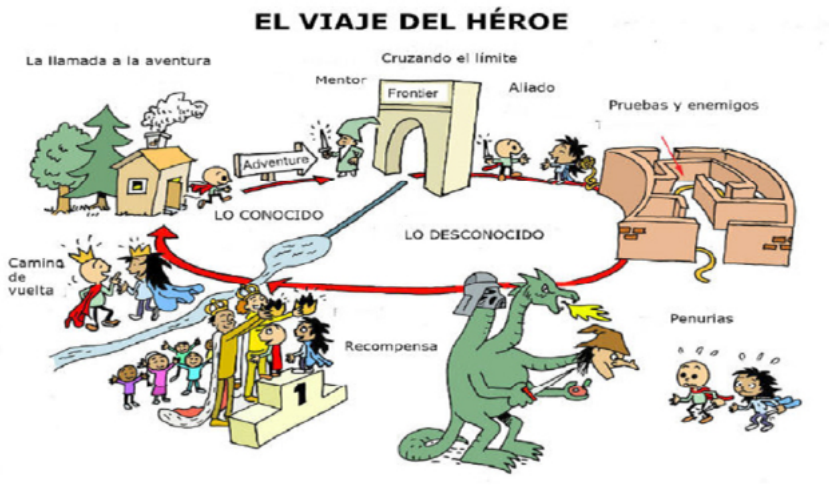 EL VIAJE DEL HÉROE
La llamada a la aventura
Cruzando el límite
Mentor
Frontier
Aliado
Pruebas y enemigos
Adventure
LO CONOCIDO
LO DESCONOCIDO
Camino
de
vuelta
Recompensa
Penurias
1